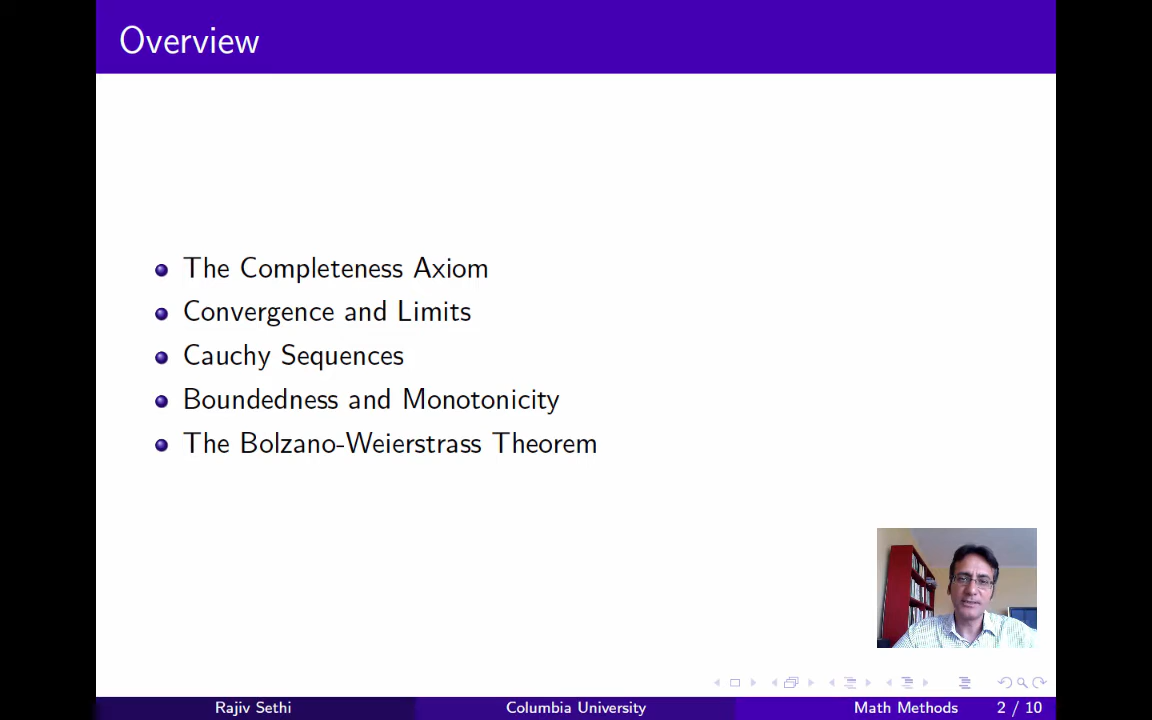 Overview
The Completeness Axiom
Convergence and Limits
Cauchy Sequences
Boundedness and Monotonicity
The Bolzano-Weierstrass Theorem
Rajiv Sethi
Columbia University
Math Methods
2 / 10